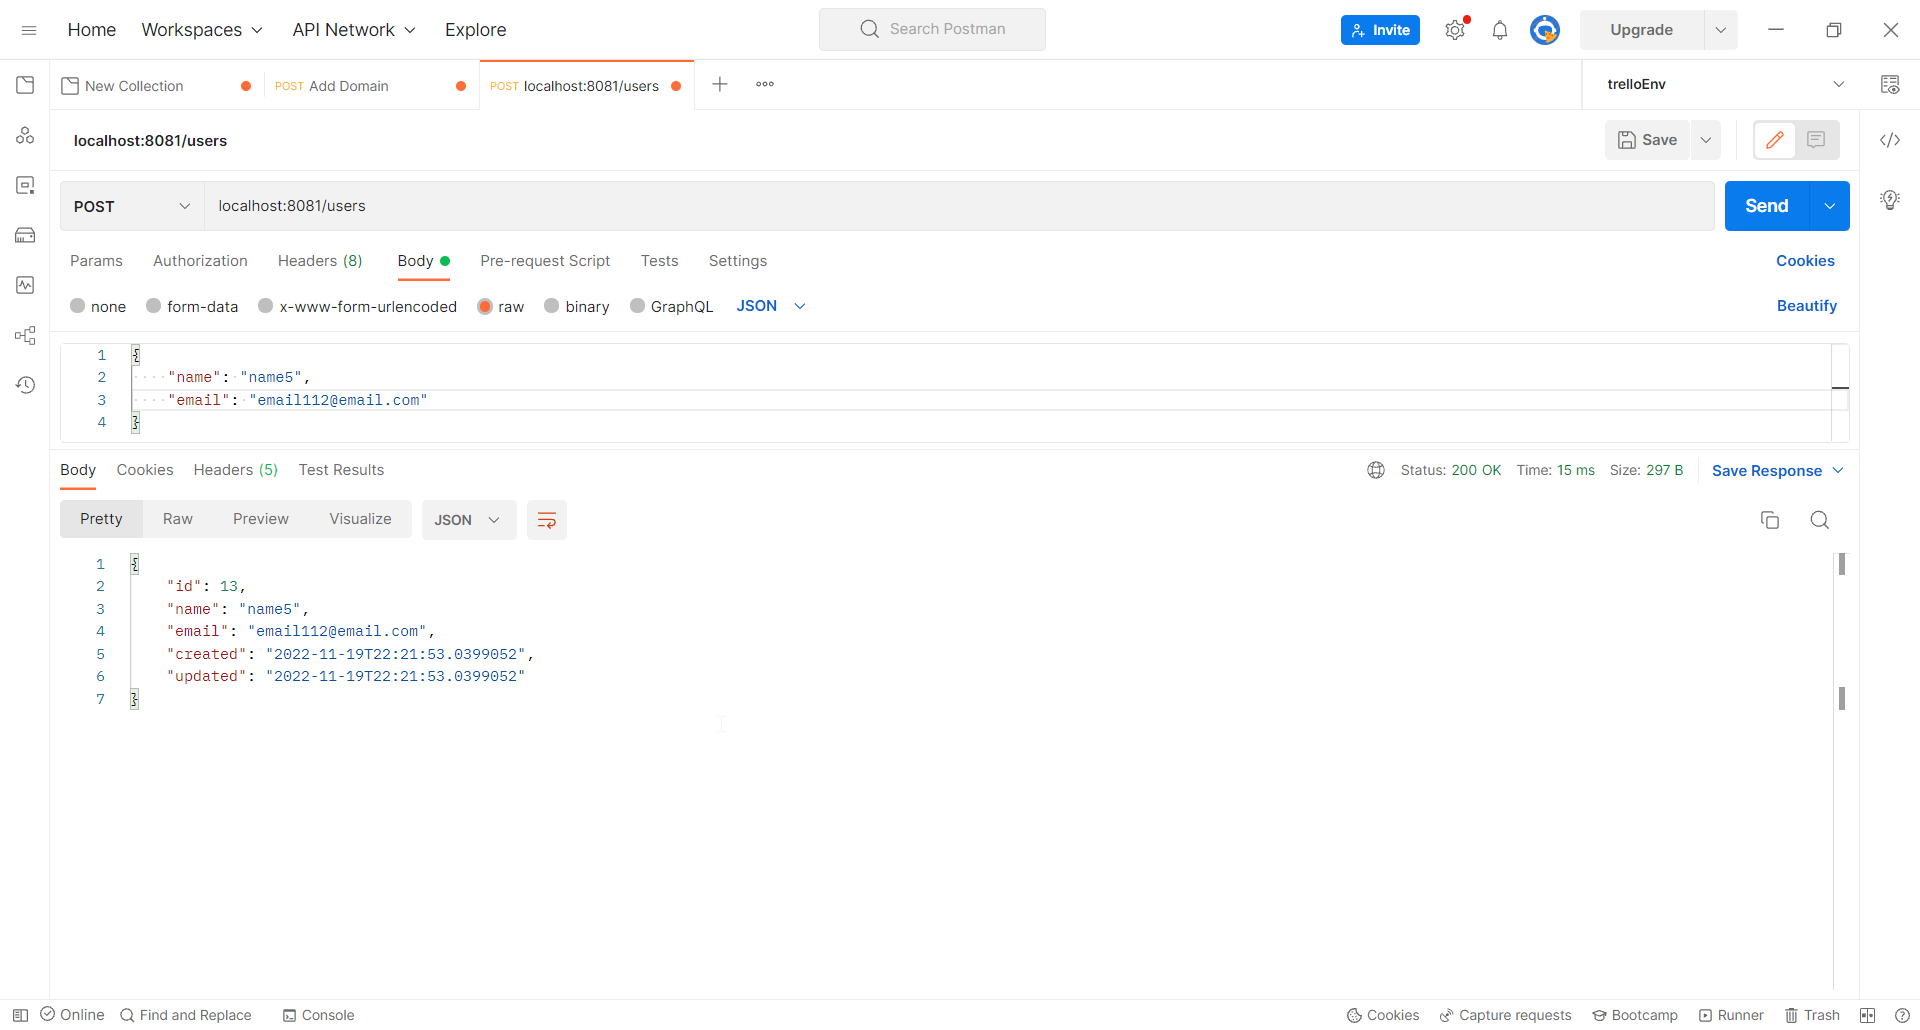 Home Workspaces API Network Explore Search Postman Invite Upgrade
New Collection POST Add Domain POST localhost:8081/users trelloEnv
localhost:8081/users Save
POST localhost:8081/users Send
Params Authorization Headers (8) Body Pre-request Script Tests Settings Cookies
none form-data x-www-form-urlencoded raw binary GraphQL JSON Beautify
1 {
2 "name": "name5",
3 "email": "email112@email.com"
4 }
Body Cookies Headers (5) Test Results Status: 200 OK Time: 15 ms Size: 297 B Save Response
Pretty Raw Preview Visualize JSON
1 {
2 "id": 13,
3 "name": "name5",
4 "email": "email112@email.com",
5 "created": "2022-11-19T22:21:53.0399052",
6 "updated": "2022-11-19T22:21:53.0399052"
7 }
Online Find and Replace Console Cookies Capture requests Bootcamp Runner Trash